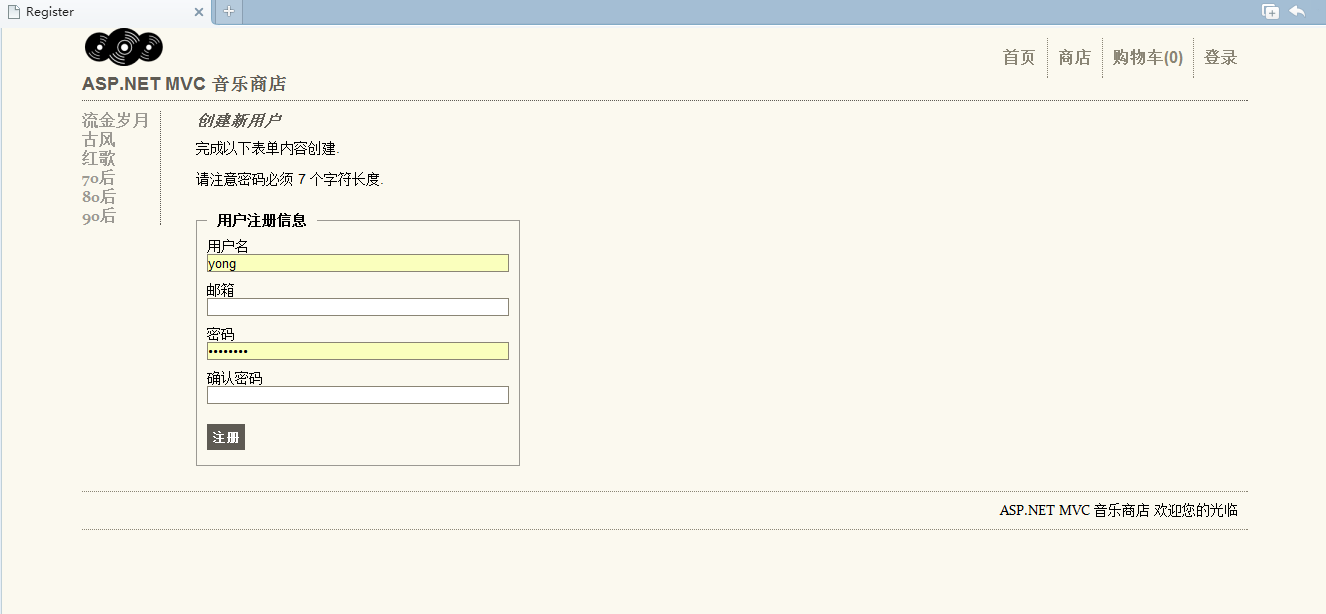 Register
ASP.NET MVC 音乐商店
首页 商店 购物车(0) 登录
流金岁月
古风
红歌
70后
80后
90后
创建新用户
完成以下表单内容创建.
请注意密码必须 7 个字符长度.
用户注册信息
用户名
yong
邮箱
密码
••••••••
确认密码
注册
ASP.NET MVC 音乐商店 欢迎您的光临